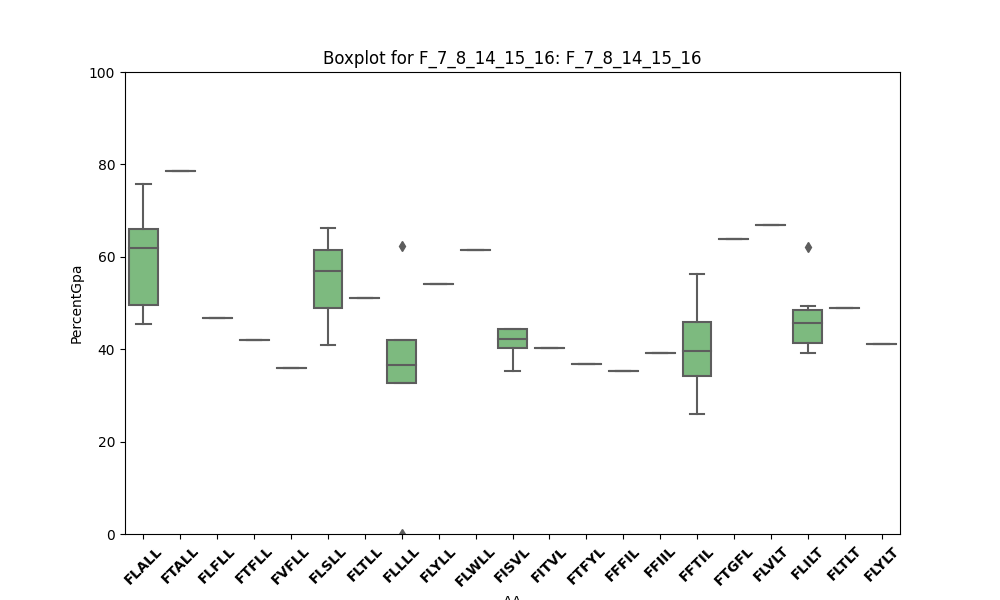 Boxplot for F_7_8_14_15_16: F_7_8_14_15_16
PercentGpa
100
80
60
40
20
0
FLALL FTALL FLFLL FTFLL FVFLL FLSLL FLTLL FLLLL FLYLL FLWLL FISVL FITVL FTFYL FFFIL FFIIL FFTIL FTGFL FLVLT FLILT FLTLT FLYLT
AA